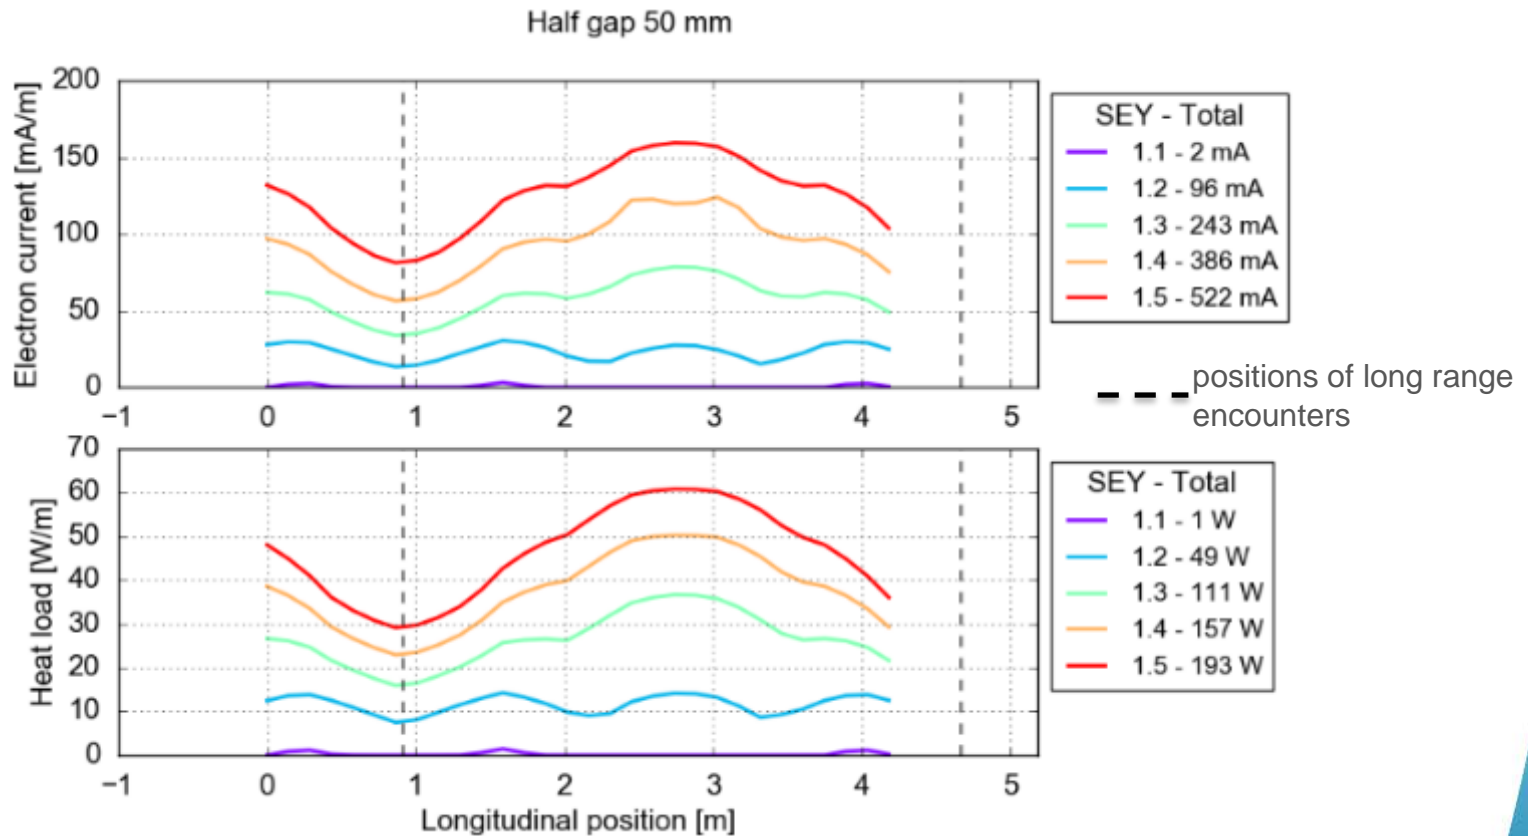 Half gap 50 mm
Electron current [mA/m]
200
150
100
50
0
−1 0 1 2 3 4 5
SEY - Total
1.1 - 2 mA
1.2 - 96 mA
1.3 - 243 mA
1.4 - 386 mA
1.5 - 522 mA
positions of long range
encounters
Heat load [W/m]
70
60
50
40
30
20
10
0
−1 0 1 2 3 4 5
Longitudinal position [m]
SEY - Total
1.1 - 1 W
1.2 - 49 W
1.3 - 111 W
1.4 - 157 W
1.5 - 193 W